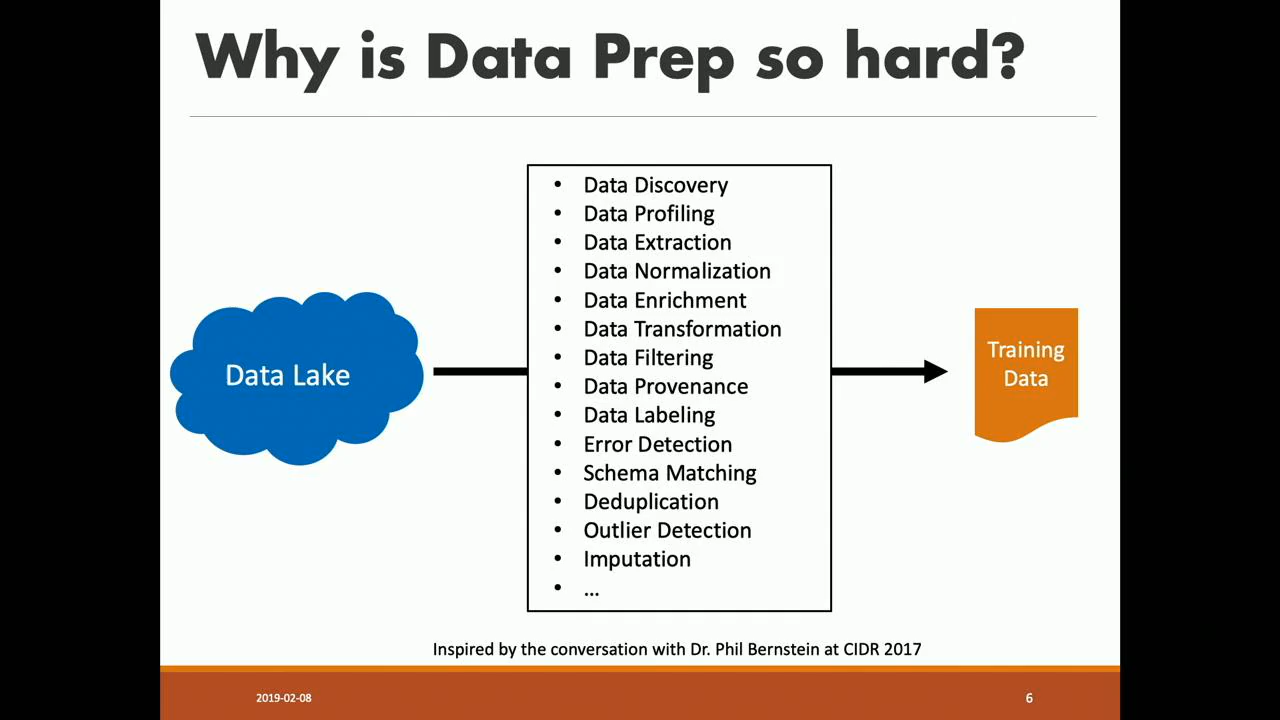 Why is Data Prep so hard?
Data Lake
• Data Discovery
• Data Profiling
• Data Extraction
• Data Normalization
• Data Enrichment
• Data Transformation
• Data Filtering
• Data Provenance
• Data Labeling
• Error Detection
• Schema Matching
• Deduplication
• Outlier Detection
• Imputation
• ...
Training
Data
Inspired by the conversation with Dr. Phil Bernstein at CIDR 2017
2019-02-08
6